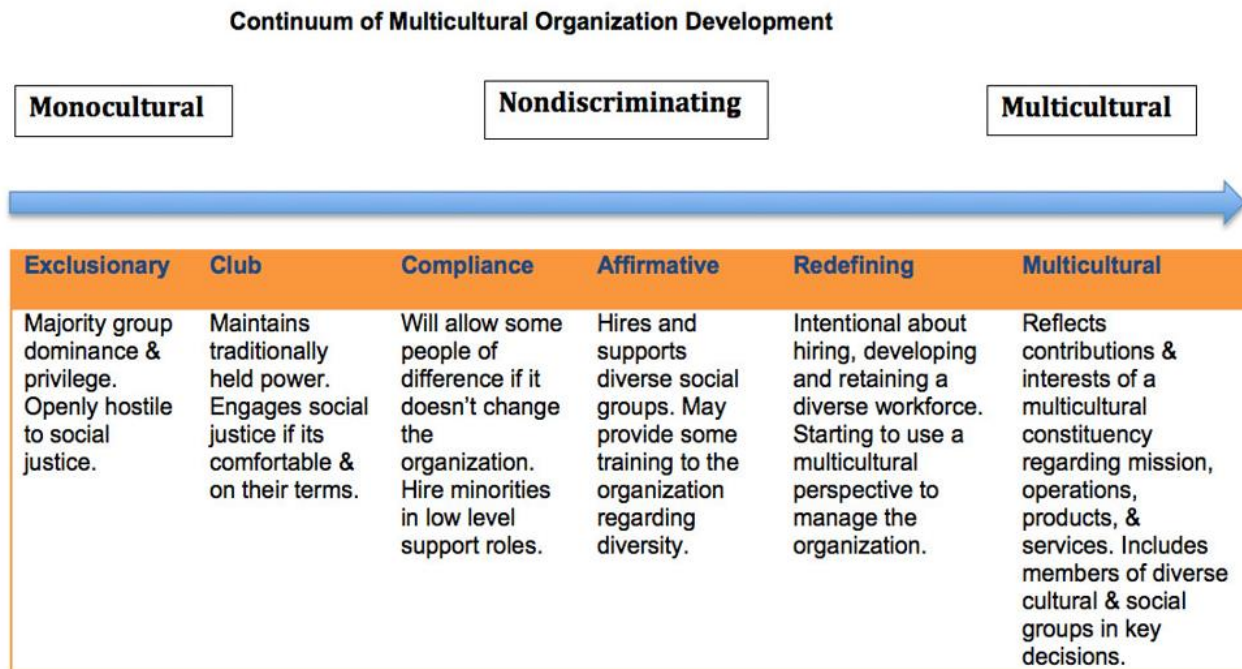 Continuum of Multicultural Organization Development
Monocultural
Nondiscriminating
Multicultural
Exclusionary
Club
Compliance
Affirmative
Redefining
Multicultural
Majority group
dominance &
privilege.
Openly hostile
to social
justice.
Maintains
traditionally
held power.
Engages social
justice if its
comfortable &
on their terms.
Will allow some
people of
difference if it
doesn't change
the
organization.
Hire minorities
in low level
support roles.
Hires and
supports
diverse social
groups. May
provide some
training to the
organization
regarding
diversity.
Intentional about
hiring, developing
and retaining a
diverse workforce.
Starting to use a
multicultural
perspective to
manage the
organization.
Reflects
contributions &
interests of a
multicultural
constituency
regarding mission,
operations,
products, &
services. Includes
members of diverse
cultural & social
groups in key
decisions.